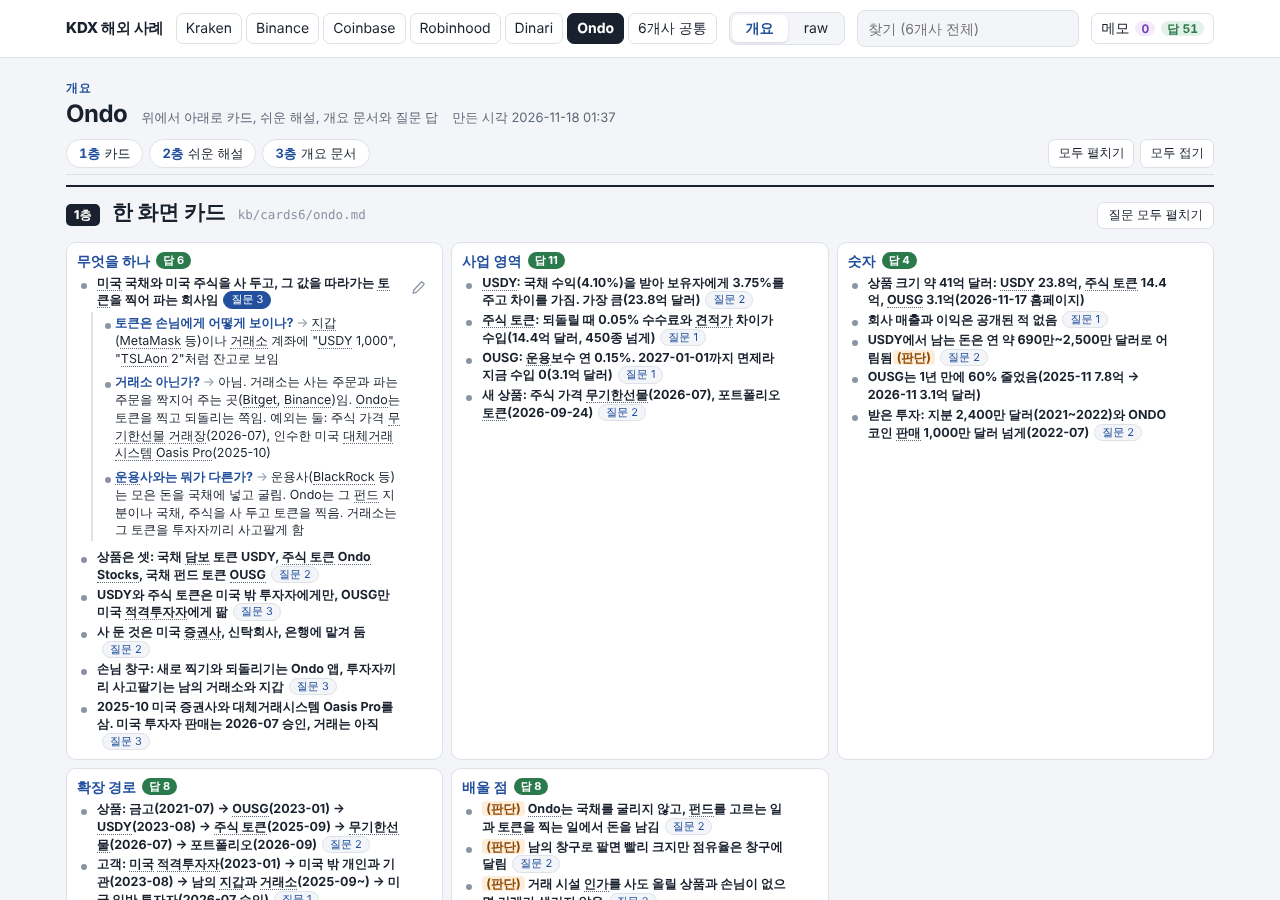 KDX 해외 사례 Kraken Binance Coinbase Robinhood Dinari Ondo 6개사 공통 개요 raw 찾기 (6개사 전체) 메모 0 답 51
개요
Ondo 위에서 아래로 카드, 쉬운 해설, 개요 문서와 질문 답 만든 시각 2026-11-18 01:37
1층 카드 2층 쉬운 해설 3층 개요 문서 모두 펼치기 모두 접기
1층 한 화면 카드 kb/cards6/ondo.md 질문 모두 펼치기
무엇을 하나 답 6
미국 국채와 미국 주식을 사 두고, 그 값을 따라가는 토
큰을 찍어 파는 회사임 질문 3
토큰은 손님에게 어떻게 보이나? → 지갑
(MetaMask 등)이나 거래소 계좌에 "USDY 1,000",
"TSLAon 2"처럼 잔고로 보임
거래소 아닌가? → 아님. 거래소는 사는 주문과 파는
주문을 짝지어 주는 곳(Bitget, Binance)임. Ondo는
토큰을 찍고 되돌리는 쪽임. 예외는 둘: 주식 가격 무
기한선물 거래장(2026-07), 인수한 미국 대체거래
시스템 Oasis Pro(2025-10)
운용사와는 뭐가 다른가? → 운용사(BlackRock 등)
는 모은 돈을 국채에 넣고 굴림. Ondo는 그 펀드 지
분이나 국채, 주식을 사 두고 토큰을 찍음. 거래소는
그 토큰을 투자자끼리 사고팔게 함
상품은 셋: 국채 담보 토큰 USDY, 주식 토큰 Ondo
Stocks, 국채 펀드 토큰 OUSG 질문 2
USDY와 주식 토큰은 미국 밖 투자자에게만, OUSG만
미국 적격투자자에게 팖 질문 3
사 둔 것은 미국 증권사, 신탁회사, 은행에 맡겨 둠
질문 2
손님 창구: 새로 찍기와 되돌리기는 Ondo 앱, 투자자끼
리 사고팔기는 남의 거래소와 지갑 질문 3
2025-10 미국 증권사와 대체거래시스템 Oasis Pro를
삼. 미국 투자자 판매는 2026-07 승인, 거래는 아직
질문 3
사업 영역 답 11
USDY: 국채 수익(4.10%)을 받아 보유자에게 3.75%를
주고 차이를 가짐. 가장 큼(23.8억 달러) 질문 2
주식 토큰: 되돌릴 때 0.05% 수수료와 견적가 차이가
수입(14.4억 달러, 450종 넘게) 질문 1
OUSG: 운용보수 연 0.15%. 2027-01-01까지 면제라
지금 수입 0(3.1억 달러) 질문 1
새 상품: 주식 가격 무기한선물(2026-07), 포트폴리오
토큰(2026-09-24) 질문 2
숫자 답 4
상품 크기 약 41억 달러: USDY 23.8억, 주식 토큰 14.4
억, OUSG 3.1억(2026-11-17 홈페이지)
회사 매출과 이익은 공개된 적 없음 질문 1
USDY에서 남는 돈은 연 약 690만~2,500만 달러로 어
림됨 (판단) 질문 2
OUSG는 1년 만에 60% 줄었음(2025-11 7.8억 →
2026-11 3.1억 달러)
받은 투자: 지분 2,400만 달러(2021~2022)와 ONDO
코인 판매 1,000만 달러 넘게(2022-07) 질문 2
확장 경로 답 8
상품: 금고(2021-07) → OUSG(2023-01) →
USDY(2023-08) → 주식 토큰(2025-09) → 무기한선
물(2026-07) → 포트폴리오(2026-09) 질문 2
고객: 미국 적격투자자(2023-01) → 미국 밖 개인과 기
관(2023-08) → 남의 지갑과 거래소(2025-09~) → 미
국 일반 투자자(2026-07 승인) 질문 1
배울 점 답 8
(판단) Ondo는 국채를 굴리지 않고, 펀드를 고르는 일
과 토큰을 찍는 일에서 돈을 남김 질문 2
(판단) 남의 창구로 팔면 빨리 크지만 점유율은 창구에
달림 질문 2
(판단) 거래 시설 인가를 사도 올릴 상품과 손님이 없으